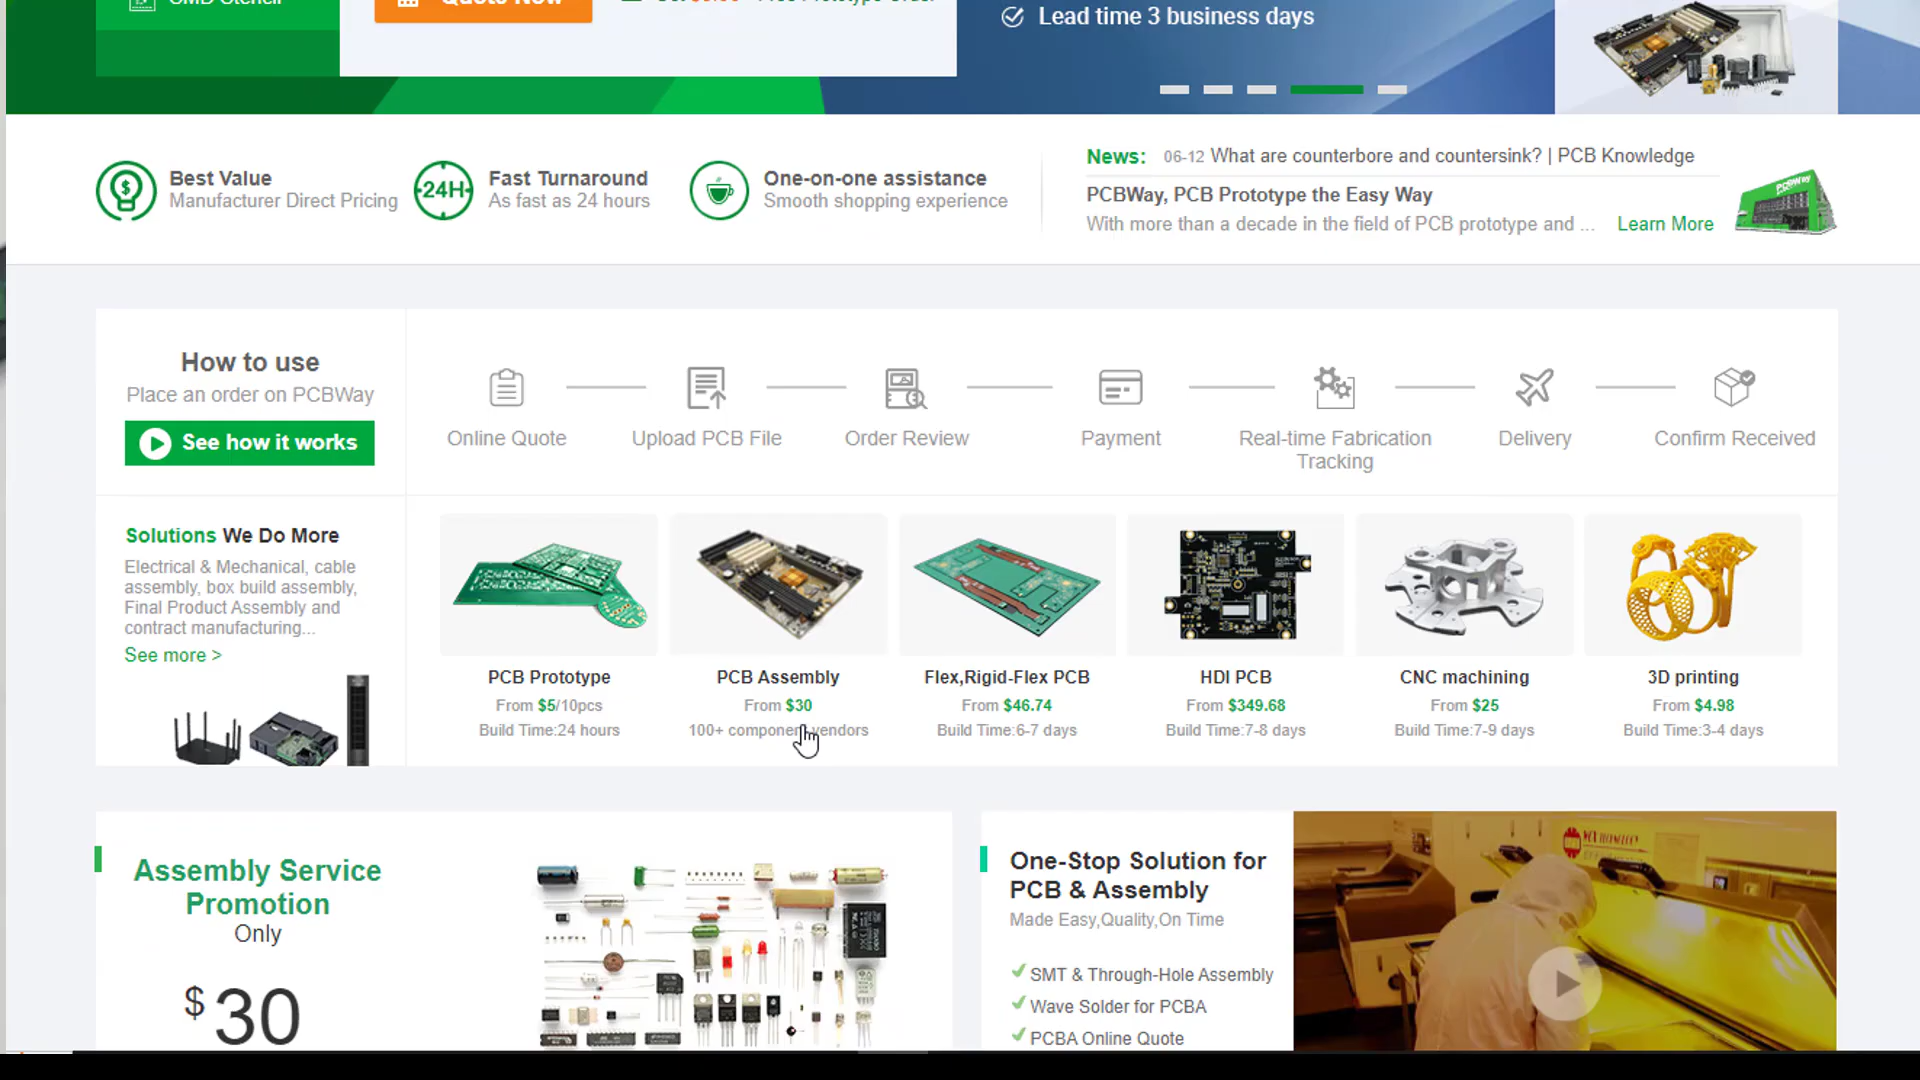 SMD Stencil
Quote Now
Lead time 3 business days
Best Value
Manufacturer Direct Pricing
24H
Fast Turnaround
As fast as 24 hours
One-on-one assistance
Smooth shopping experience
News: 06-12 What are counterbore and countersink? | PCB Knowledge
PCBWay, PCB Prototype the Easy Way
With more than a decade in the field of PCB prototype and ... Learn More
PCBWay
How to use
Place an order on PCBWay
See how it works
Online Quote
Upload PCB File
Order Review
Payment
Real-time Fabrication
Tracking
Delivery
Confirm Received
Solutions We Do More
Electrical & Mechanical, cable
assembly, box build assembly,
Final Product Assembly and
contract manufacturing...
See more >
PCB Prototype
From $5/10pcs
Build Time:24 hours
PCB Assembly
From $30
100+ component vendors
Flex,Rigid-Flex PCB
From $46.74
Build Time:6-7 days
HDI PCB
From $349.68
Build Time:7-8 days
CNC machining
From $25
Build Time:7-9 days
3D printing
From $4.98
Build Time:3-4 days
Assembly Service
Promotion
Only
$30
One-Stop Solution for
PCB & Assembly
Made Easy,Quality,On Time
SMT & Through-Hole Assembly
Wave Solder for PCBA
PCBA Online Quote